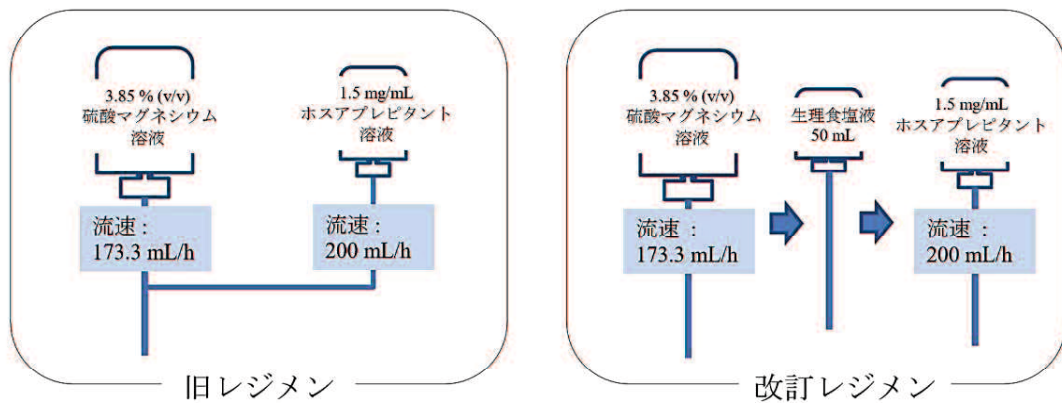 3.85 % (v/v)
硫酸マグネシウム
溶液
1.5 mg/mL
ホスアプレピタント
溶液
流速 :
173.3 mL/h
流速 :
200 mL/h
旧レジメン
3.85 % (v/v)
硫酸マグネシウム
溶液
生理食塩液
50 mL
1.5 mg/mL
ホスアプレピタント
溶液
流速 :
173.3 mL/h
流速 :
200 mL/h
改訂レジメン